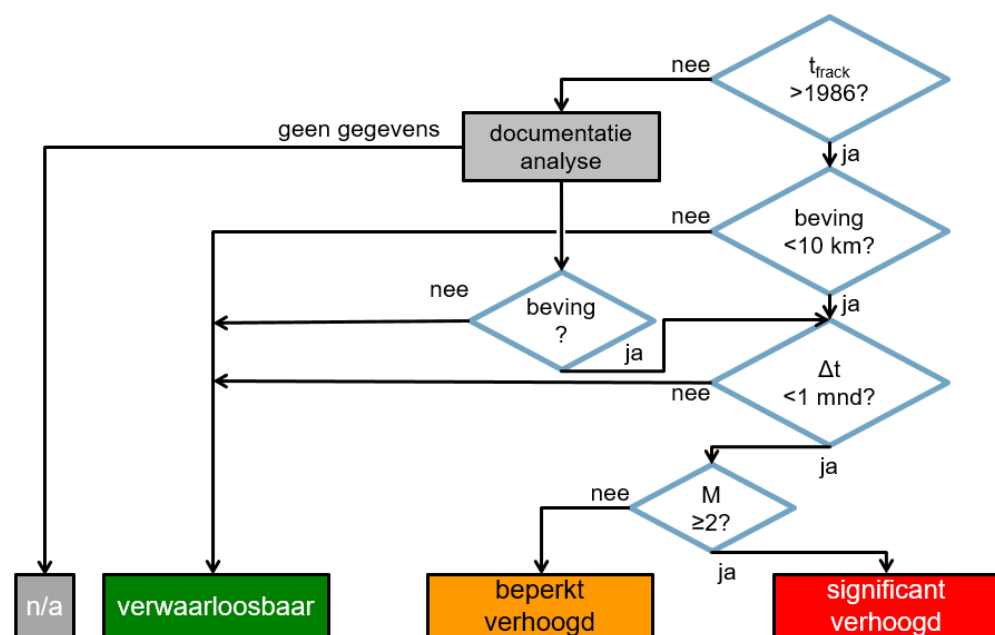 nee
t_frack
>1986?
geen gegevens
documentatie
analyse
ja
nee
beving
<10 km?
nee
beving
?
ja
ja
Δt
<1 mnd?
nee
ja
nee
M
≥2?
ja
n/a
verwaarloosbaar
beperkt
verhoogd
significant
verhoogd